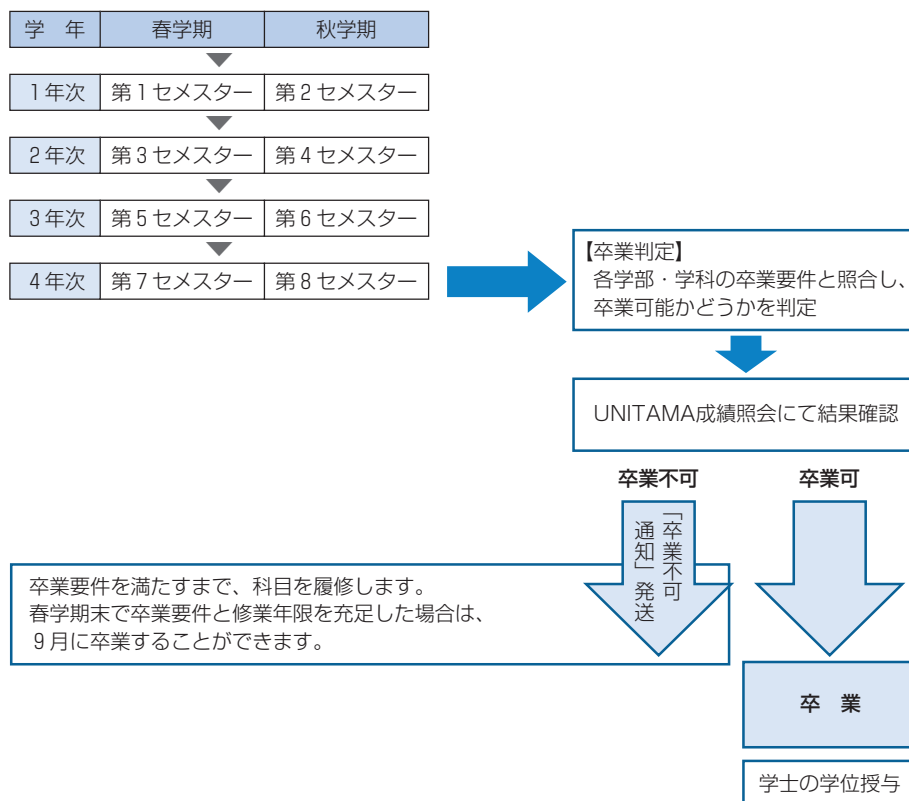 学　年　春学期　秋学期
1年次　第1セメスター　第2セメスター
2年次　第3セメスター　第4セメスター
3年次　第5セメスター　第6セメスター
4年次　第7セメスター　第8セメスター
【卒業判定】
各学部・学科の卒業要件と照合し、
卒業可能かどうかを判定
UNITAMA成績照会にて結果確認
卒業不可　卒業可
「卒業不可
通知」発送
卒業要件を満たすまで、科目を履修します。
春学期末で卒業要件と修業年限を充足した場合は、
9月に卒業することができます。
卒　業
学士の学位授与